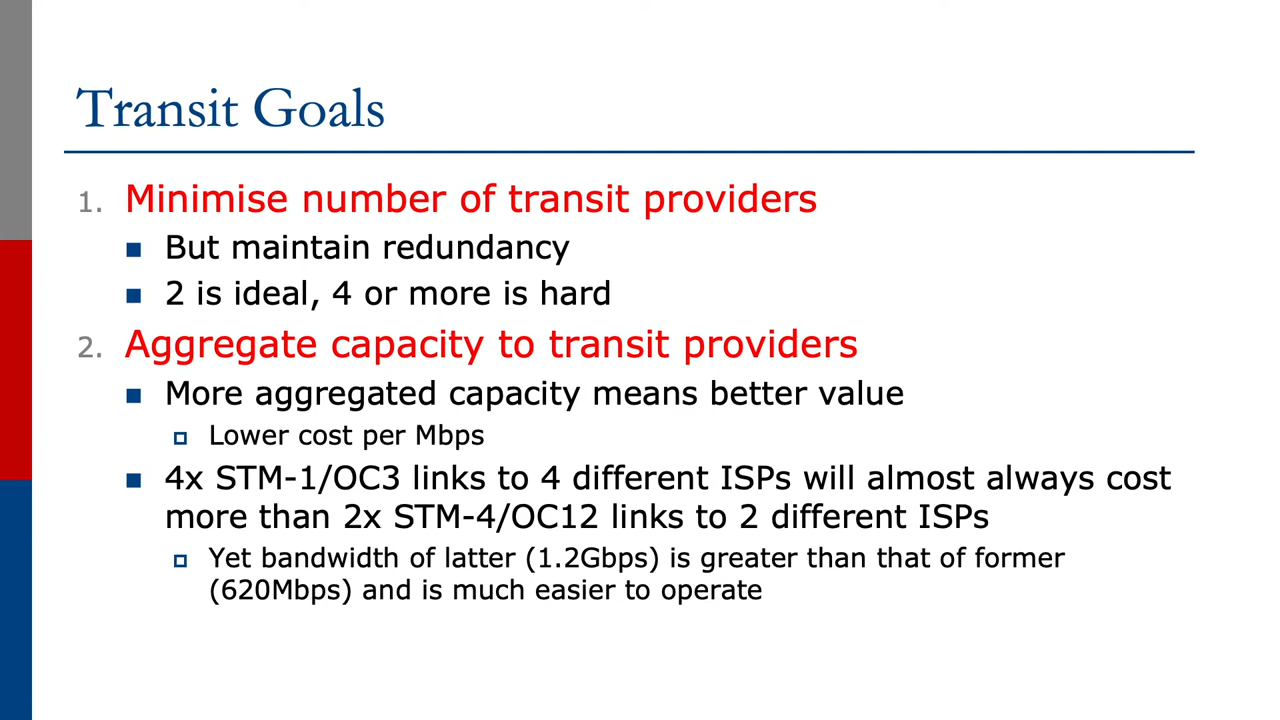 Transit Goals
1. Minimise number of transit providers
■ But maintain redundancy
■ 2 is ideal, 4 or more is hard
2. Aggregate capacity to transit providers
■ More aggregated capacity means better value
□ Lower cost per Mbps
■ 4x STM-1/OC3 links to 4 different ISPs will almost always cost
more than 2x STM-4/OC12 links to 2 different ISPs
□ Yet bandwidth of latter (1.2Gbps) is greater than that of former
(620Mbps) and is much easier to operate